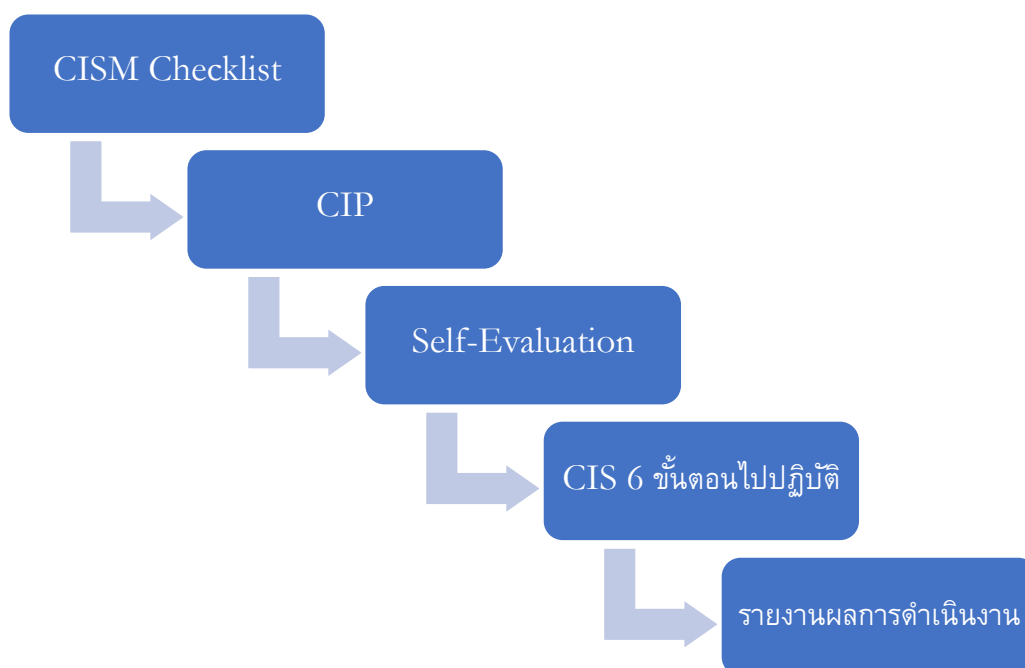 CISM Checklist
CIP
Self-Evaluation
CIS 6 ขั้นตอนไปปฏิบัติ
รายงานผลการดำเนินงาน